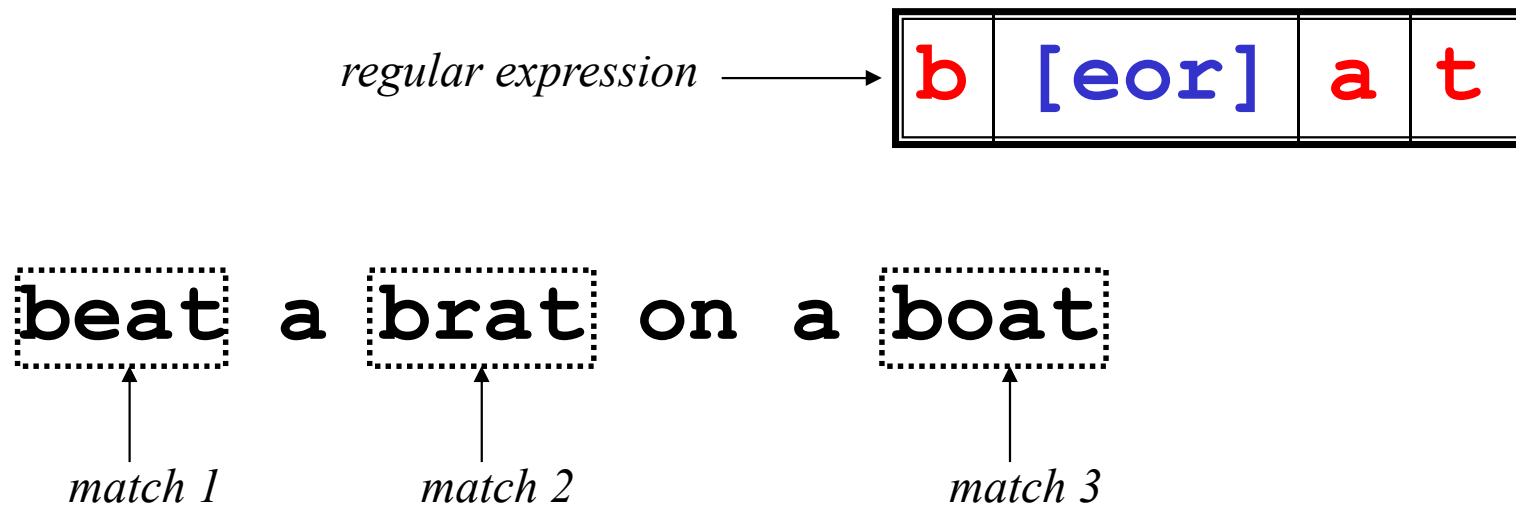 regular expression b [eor] a t
beat a brat on a boat
match 1 match 2 match 3